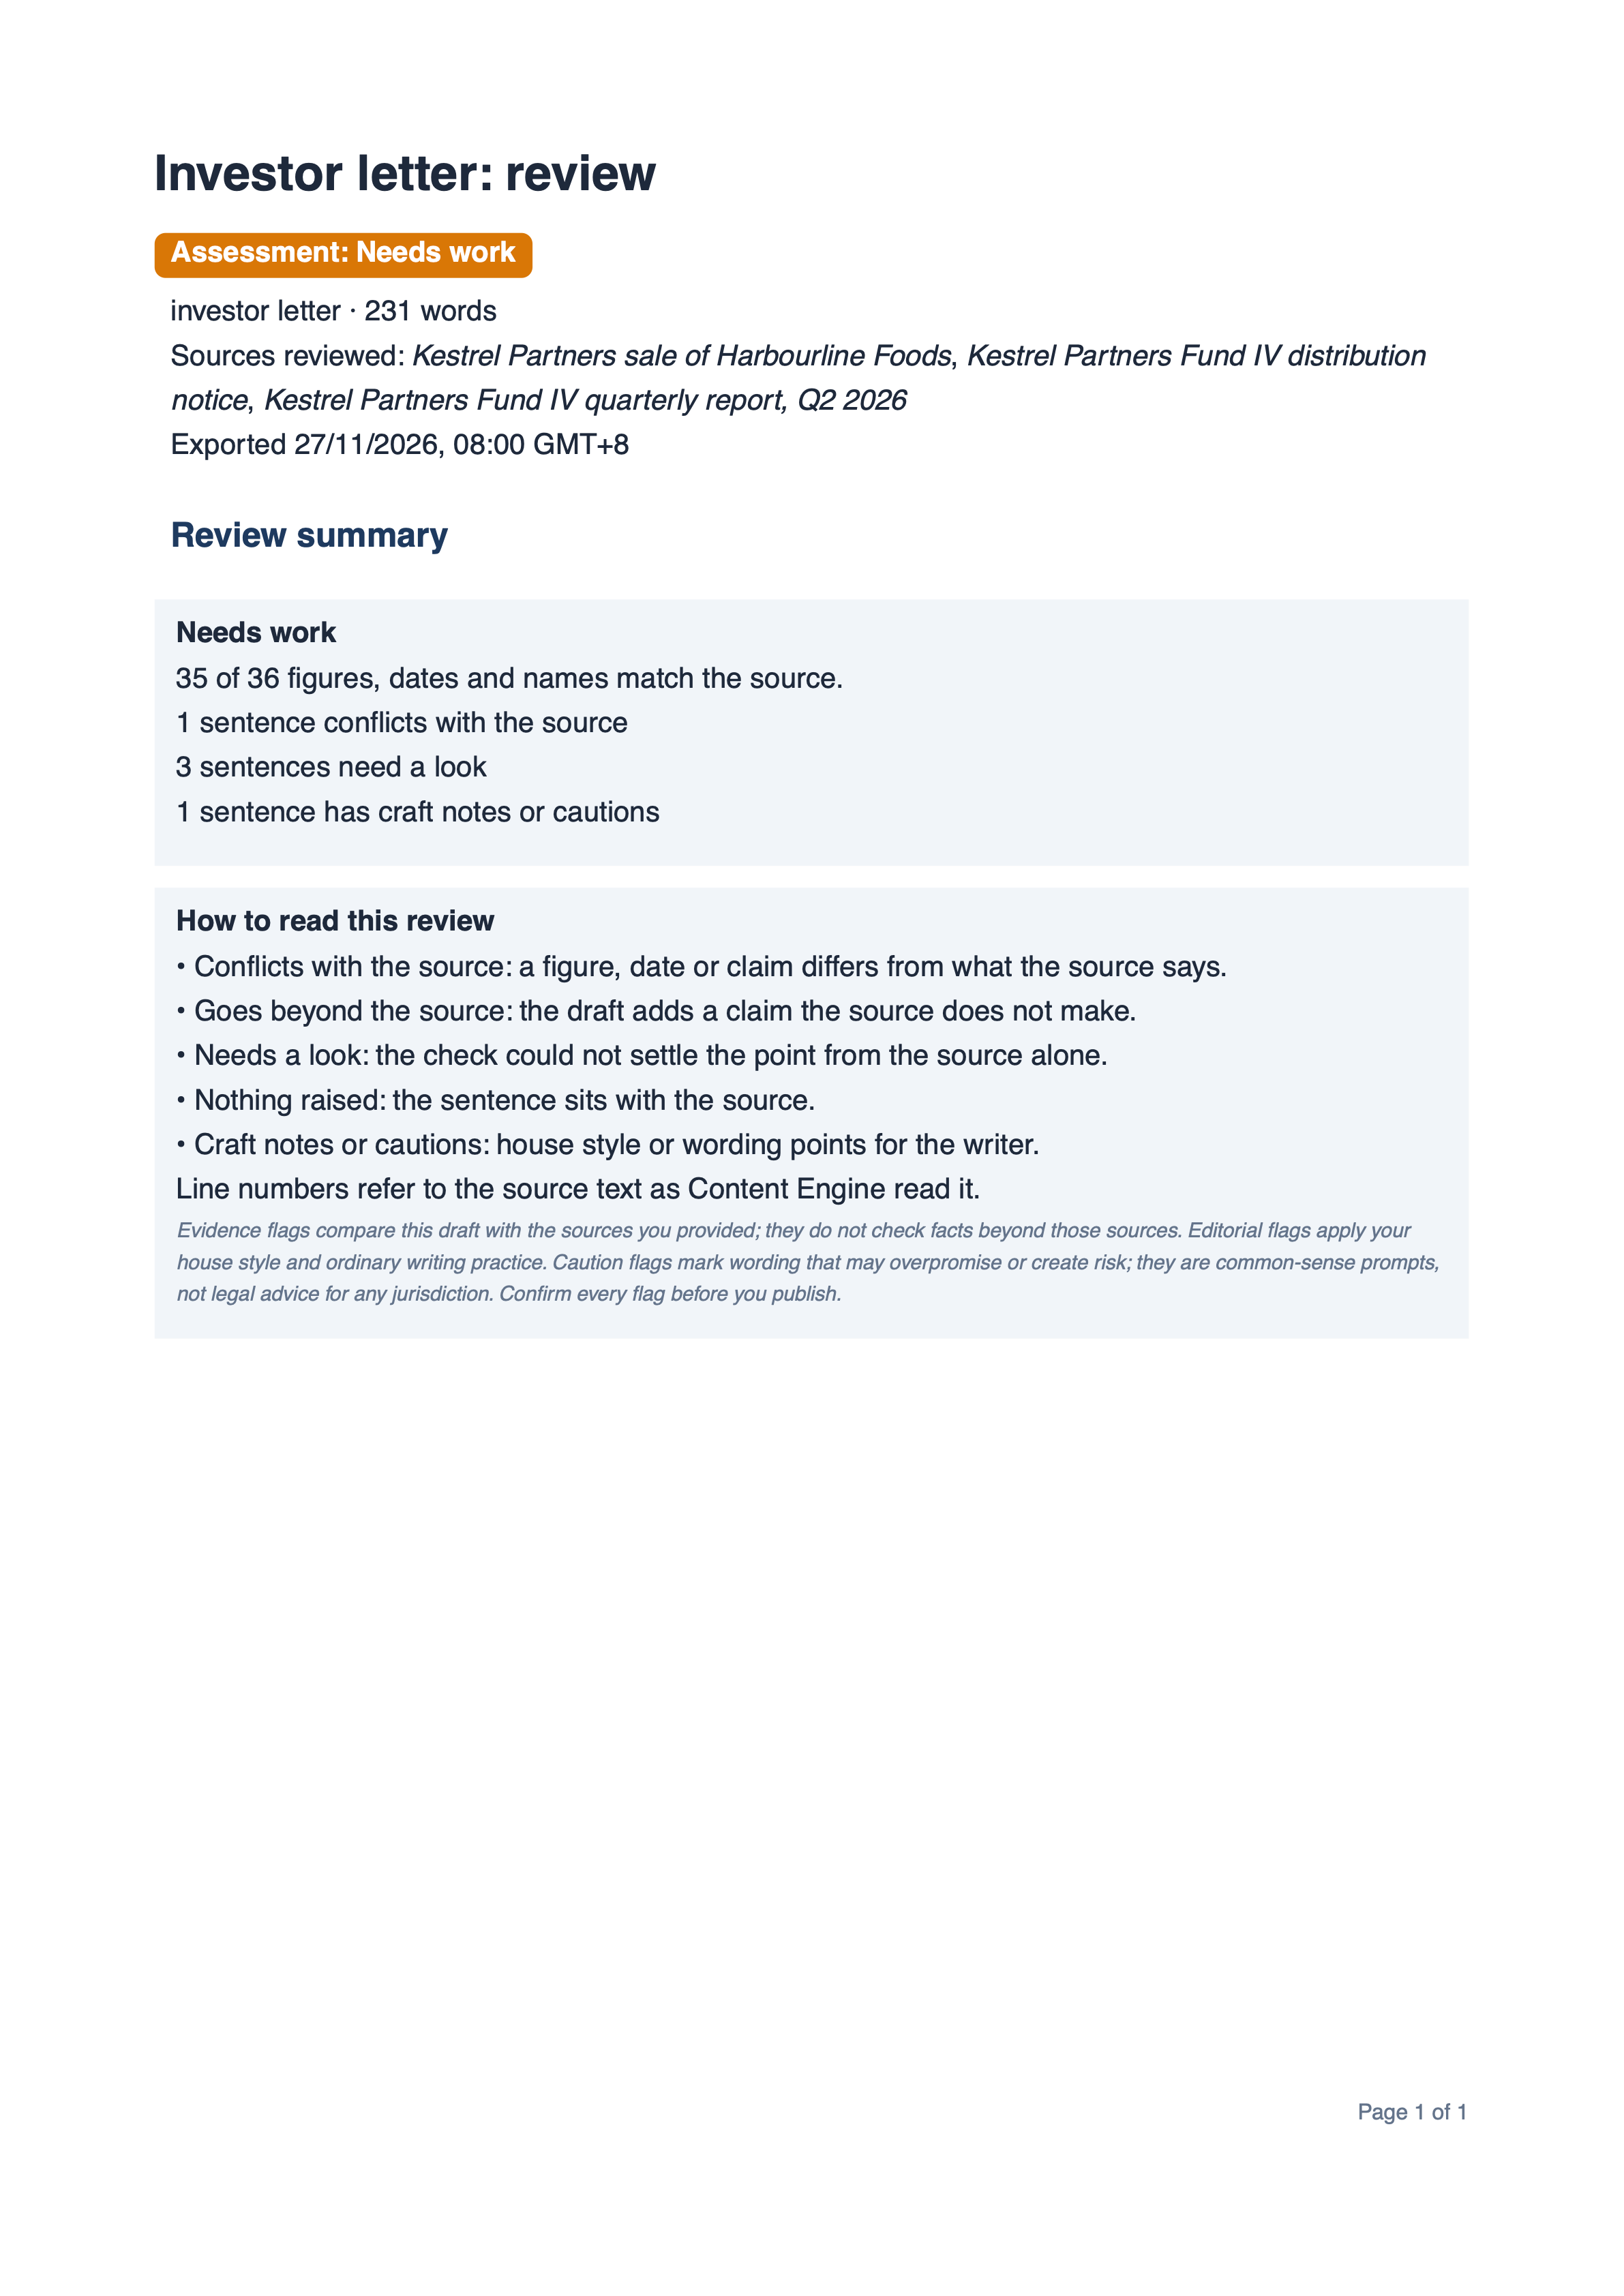 Investor letter: review
Assessment: Needs work
investor letter · 231 words
Sources reviewed: Kestrel Partners sale of Harbourline Foods, Kestrel Partners Fund IV distribution
notice, Kestrel Partners Fund IV quarterly report, Q2 2026
Exported 27/11/2026, 08:00 GMT+8
Review summary
Needs work
35 of 36 figures, dates and names match the source.
1 sentence conflicts with the source
3 sentences need a look
1 sentence has craft notes or cautions
How to read this review
• Conflicts with the source: a figure, date or claim differs from what the source says.
• Goes beyond the source: the draft adds a claim the source does not make.
• Needs a look: the check could not settle the point from the source alone.
• Nothing raised: the sentence sits with the source.
• Craft notes or cautions: house style or wording points for the writer.
Line numbers refer to the source text as Content Engine read it.
Evidence flags compare this draft with the sources you provided; they do not check facts beyond those sources. Editorial flags apply your
house style and ordinary writing practice. Caution flags mark wording that may overpromise or create risk; they are common-sense prompts,
not legal advice for any jurisdiction. Confirm every flag before you publish.
Page 1 of 1